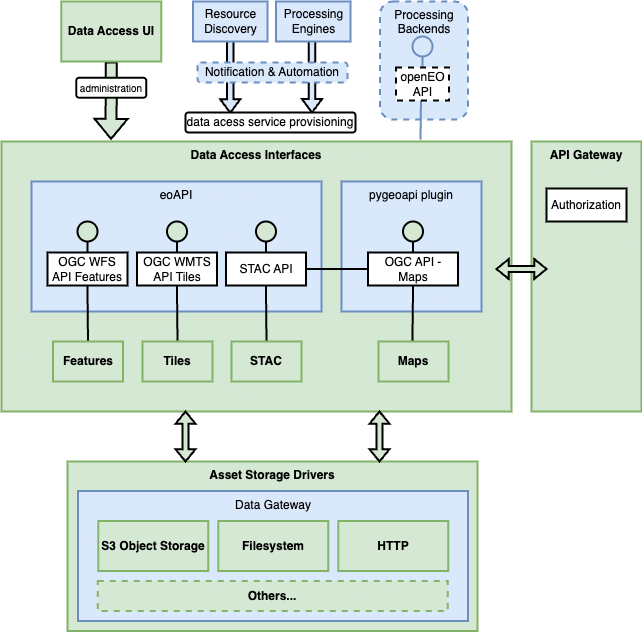 Data Access UI
Resource
Discovery
Processing
Engines
Processing
Backends
openEO
API
Notification & Automation
administration
data acess service provisioning
Data Access Interfaces
API Gateway
eoAPI
pygeoapi plugin
Authorization
OGC WFS
API Features
OGC WMTS
API Tiles
STAC API
OGC API -
Maps
Features
Tiles
STAC
Maps
Asset Storage Drivers
Data Gateway
S3 Object Storage
Filesystem
HTTP
Others...